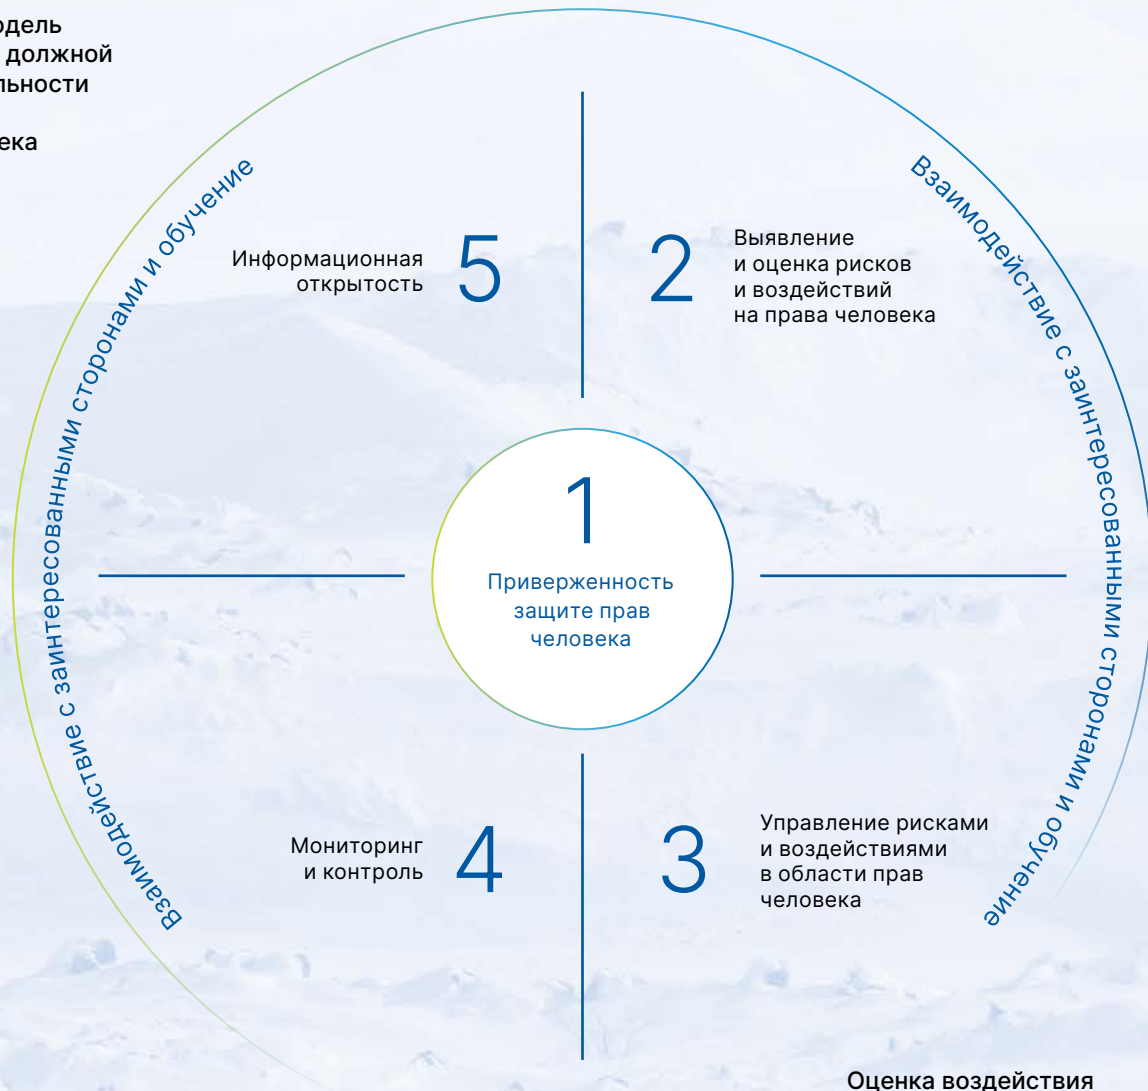 одель
должной
льности
ека
Взаимодействие с заинтересованными сторонами и обучение
Взаимодействие с заинтересованными сторонами и обучение
Информационная
открытость
5
2
Выявление
и оценка рисков
и воздействий
на права человека
1
Приверженность
защите прав
человека
Мониторинг
и контроль
4
3
Управление рисками
и воздействиями
в области прав
человека
Оценка воздействия